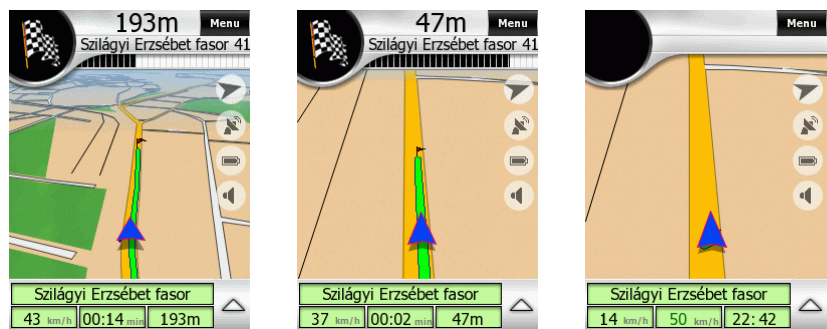 193m
Menu
Szilágyi Erzsébet fasor 41
Szilágyi Erzsébet fasor
43 km/h 00:14 min 193m
47m
Menu
Szilágyi Erzsébet fasor 41
Szilágyi Erzsébet fasor
37 km/h 00:02 min 47m
Menu
Szilágyi Erzsébet fasor
14 km/h 50 km/h 22:42